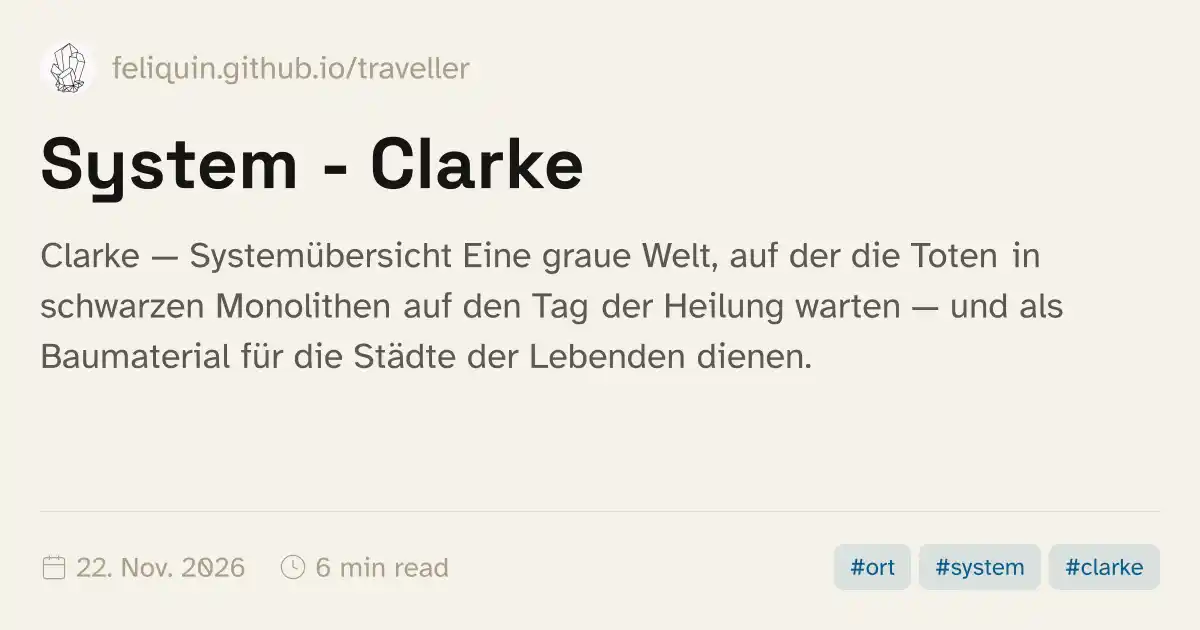 feliquin.github.io/traveller
System - Clarke
Clarke — Systemübersicht Eine graue Welt, auf der die Toten in
schwarzen Monolithen auf den Tag der Heilung warten — und als
Baumaterial für die Städte der Lebenden dienen.
22. Nov. 2026 6 min read #ort #system #clarke